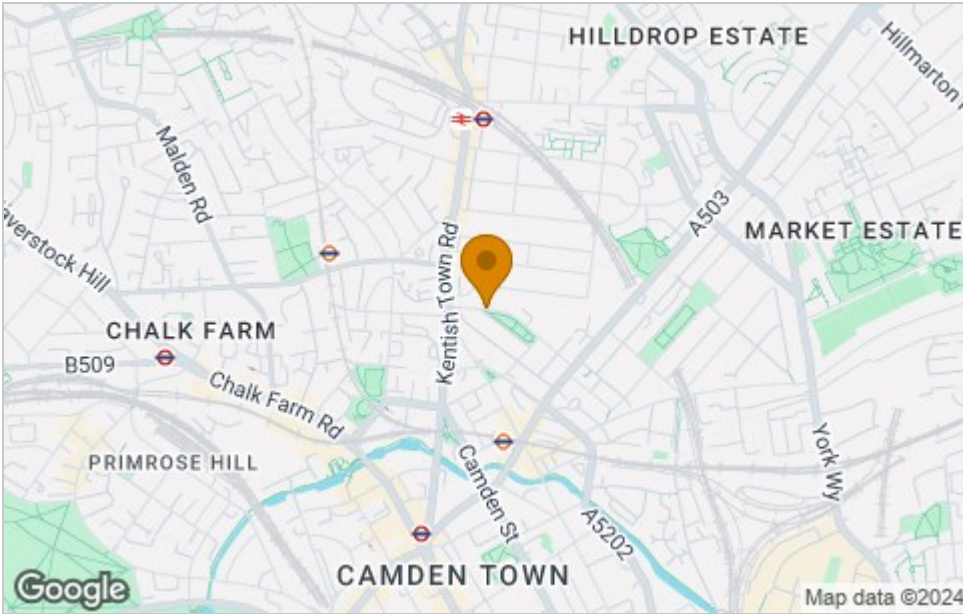 HILLDROP ESTATE
Hillmarton
Malden Rd
A503
MARKET ESTATE
averstock Hill
Kentish Town Rd
CHALK FARM
B509
Chalk Farm Rd
PRIMROSE HILL
Camden St
York Wy
A5202
CAMDEN TOWN
Google
Map data ©2024